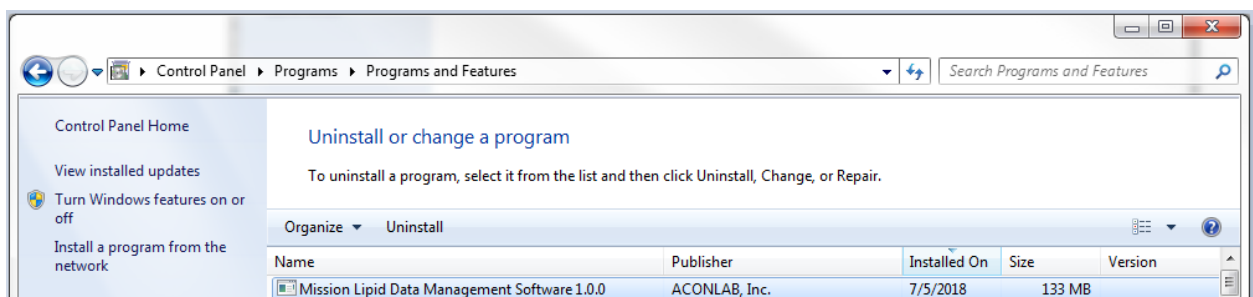 Control Panel Programs Programs and Features Search Programs and Features
Control Panel Home
Uninstall or change a program
View installed updates
To uninstall a program, select it from the list and then click Uninstall, Change, or Repair.
Turn Windows features on or
off
Organize Uninstall
Install a program from the
network
Name Publisher Installed On Size Version
Mission Lipid Data Management Software 1.0.0 ACONLAB, Inc. 7/5/2018 133 MB